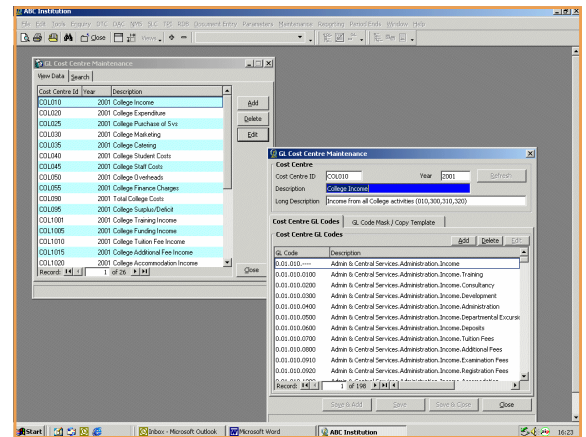 ABC Institution
File Edit Tools Enquiry Parameters Maintenance Reporting Period Ends Window Help
Close Views
GL Cost Centre Maintenance
View Data Search
Cost Centre Id Year Description
COL010 2001 College Income
COL020 2001 College Expenditure
COL025 2001 College Purchase of Svs
COL030 2001 College Marketing
COL035 2001 College Catering
COL040 2001 College Student Costs
COL045 2001 College Staff Costs
COL050 2001 College Overheads
COL055 2001 College Finance Charges
COL090 2001 Total College Costs
COL095 2001 College Surplus/Deficit
COL1001 2001 College Training Income
COL1005 2001 College Funding Income
COL1010 2001 College Tuition Fee Income
COL1015 2001 College Additional Fee Income
COL1020 2001 College Accommodation Income
Record: 1 of 26
Add
Delete
Edit
Close
GL Cost Centre Maintenance
Cost Centre
Cost Centre ID COL010 Year 2001 Refresh
Description College Income
Long Description Income from all College activities (010,300,310,320)
Cost Centre GL Codes GL Code Mask / Copy Template
Cost Centre GL Codes
Add Delete Edit
GL Code Description
0.01.010.---- Admin & Central Services.Administration.Income
0.01.010.0100 Admin & Central Services.Administration.Income.Training
0.01.010.0200 Admin & Central Services.Administration.Income.Consultancy
0.01.010.0300 Admin & Central Services.Administration.Income.Development
0.01.010.0400 Admin & Central Services.Administration.Income.Administration
0.01.010.0500 Admin & Central Services.Administration.Income.Departmental Excursio
0.01.010.0600 Admin & Central Services.Administration.Income.Deposits
0.01.010.0700 Admin & Central Services.Administration.Income.Tuition Fees
0.01.010.0800 Admin & Central Services.Administration.Income.Additional Fees
0.01.010.0910 Admin & Central Services.Administration.Income.Examination Fees
0.01.010.0920 Admin & Central Services.Administration.Income.Registration Fees
Record: 1 of 198
Save & Add Save Save & Close Close
Start Inbox - Microsoft Outlook Microsoft Word ABC Institution 16:23